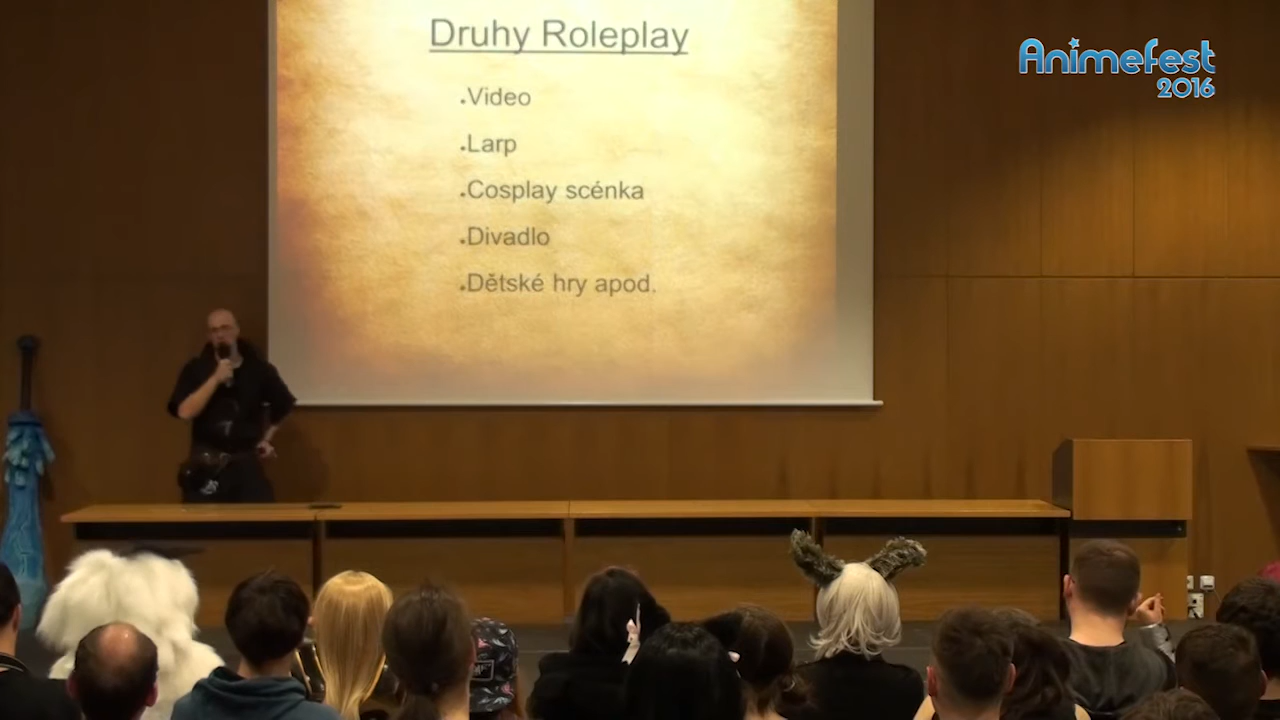 Druhy Roleplay
.Video
.Larp
.Cosplay scénka
.Divadlo
.Dětské hry apod.
AnimeFest
2016